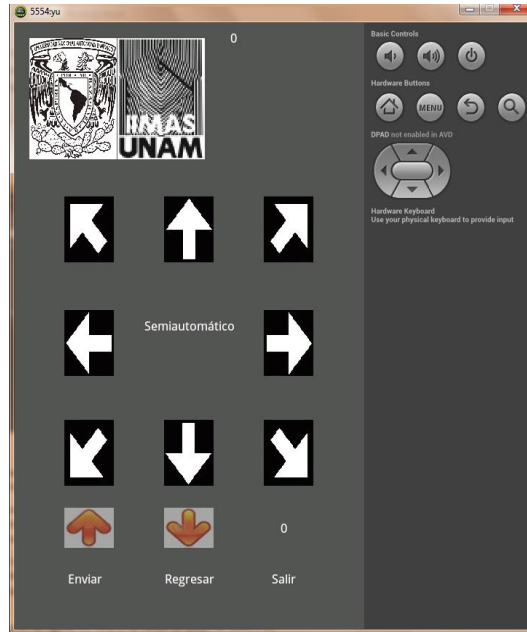 5554:yu
0
IIMAS
UNAM
Semiautomático
0
Enviar
Regresar
Salir
Basic Controls
Hardware Buttons
MENU
DPAD not enabled in AVD
Hardware Keyboard
Use your physical keyboard to provide input